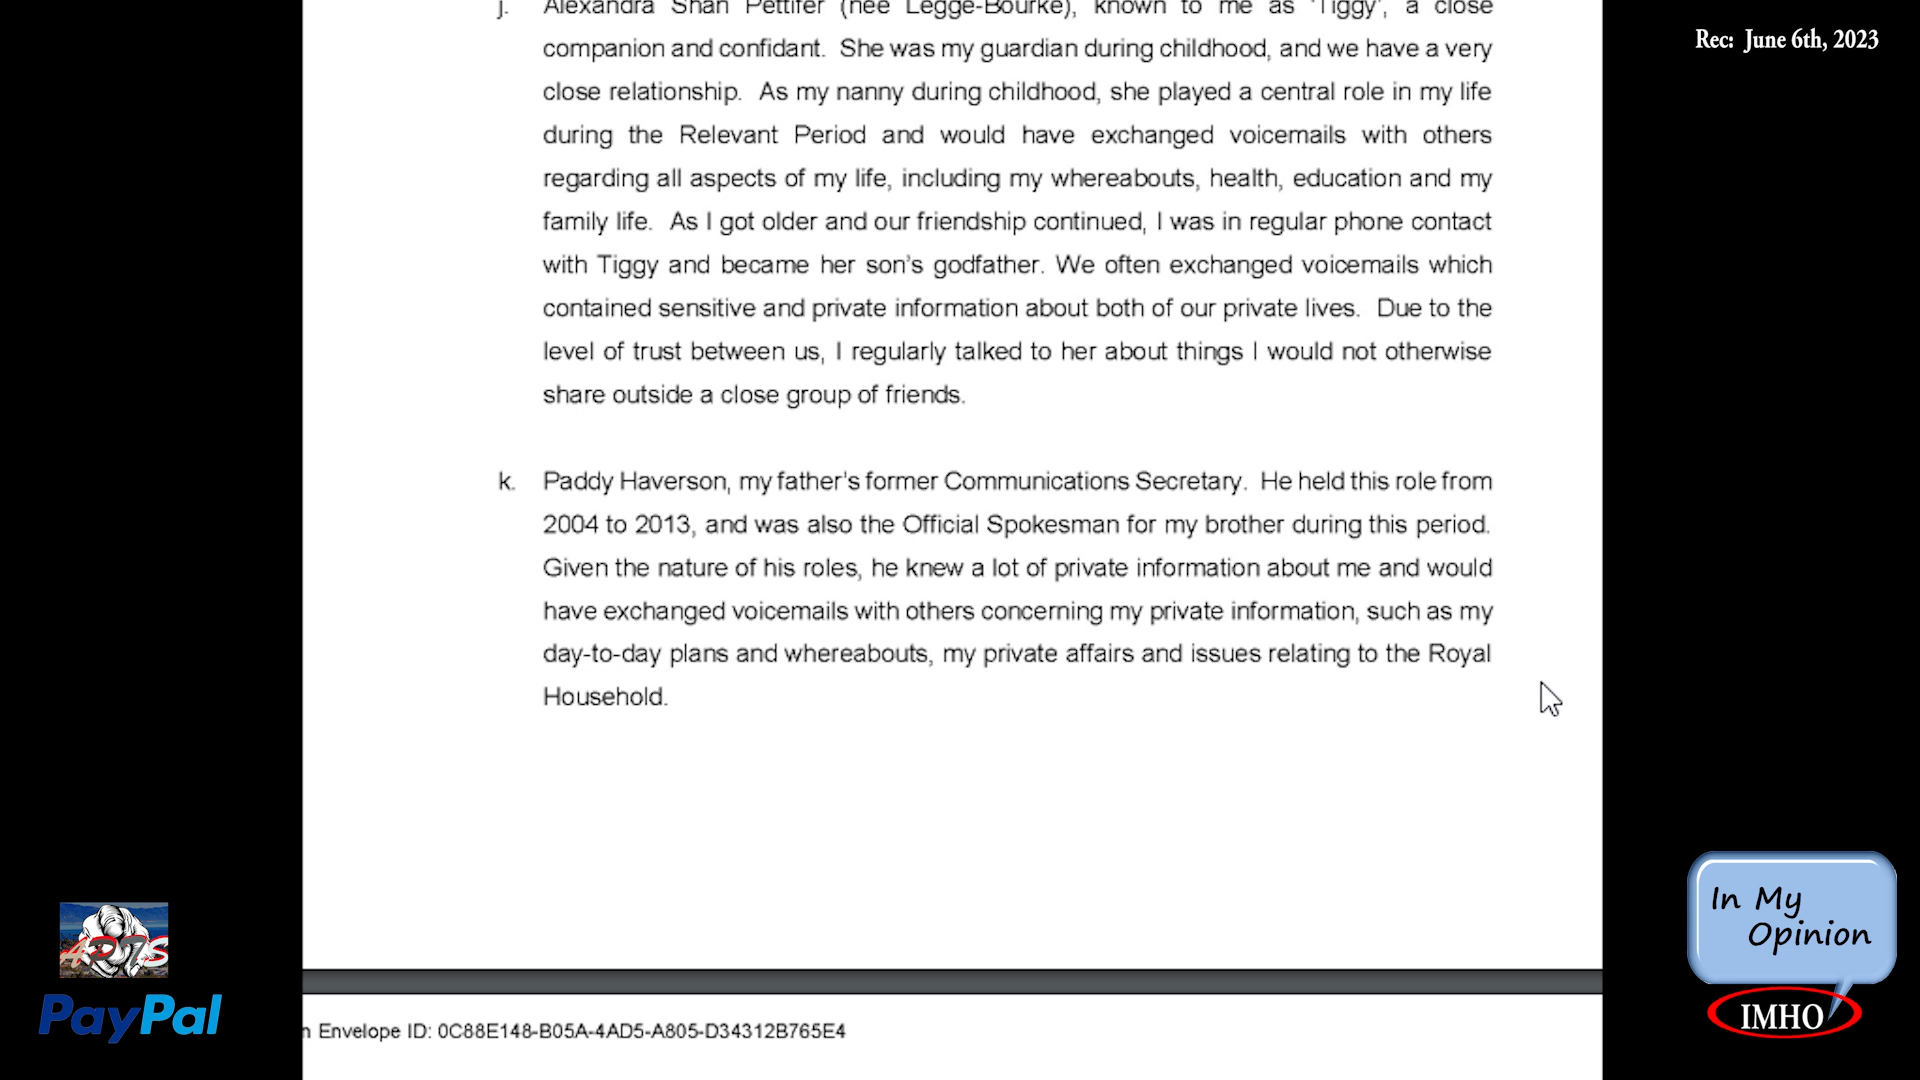 Rec: June 6th, 2023
j. Alexandra Shan Pettifer (née Legge-Bourke), known to me as 'Tiggy', a close
companion and confidant. She was my guardian during childhood, and we have a very
close relationship. As my nanny during childhood, she played a central role in my life
during the Relevant Period and would have exchanged voicemails with others
regarding all aspects of my life, including my whereabouts, health, education and my
family life. As I got older and our friendship continued, I was in regular phone contact
with Tiggy and became her son's godfather. We often exchanged voicemails which
contained sensitive and private information about both of our private lives. Due to the
level of trust between us, I regularly talked to her about things I would not otherwise
share outside a close group of friends.
k. Paddy Haverson, my father's former Communications Secretary. He held this role from
2004 to 2013, and was also the Official Spokesman for my brother during this period.
Given the nature of his roles, he knew a lot of private information about me and would
have exchanged voicemails with others concerning my private information, such as my
day-to-day plans and whereabouts, my private affairs and issues relating to the Royal
Household.
n Envelope ID: 0C88E148-B05A-4AD5-A805-D34312B765E4
PayPal
In My
Opinion
IMHO